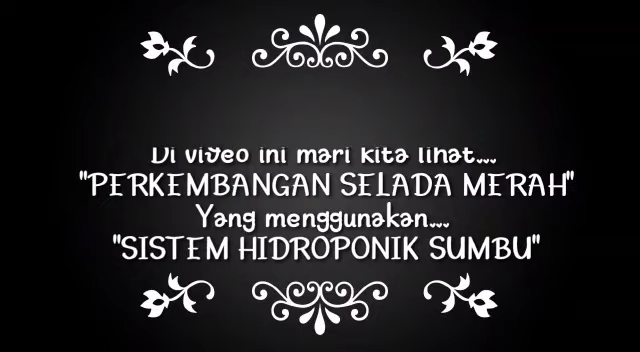 Di video ini mari kita lihat...
"PERKEMBANGAN SELADA MERAH"
Yang menggunakan...
"SISTEM HIDROPONIK SUMBU"